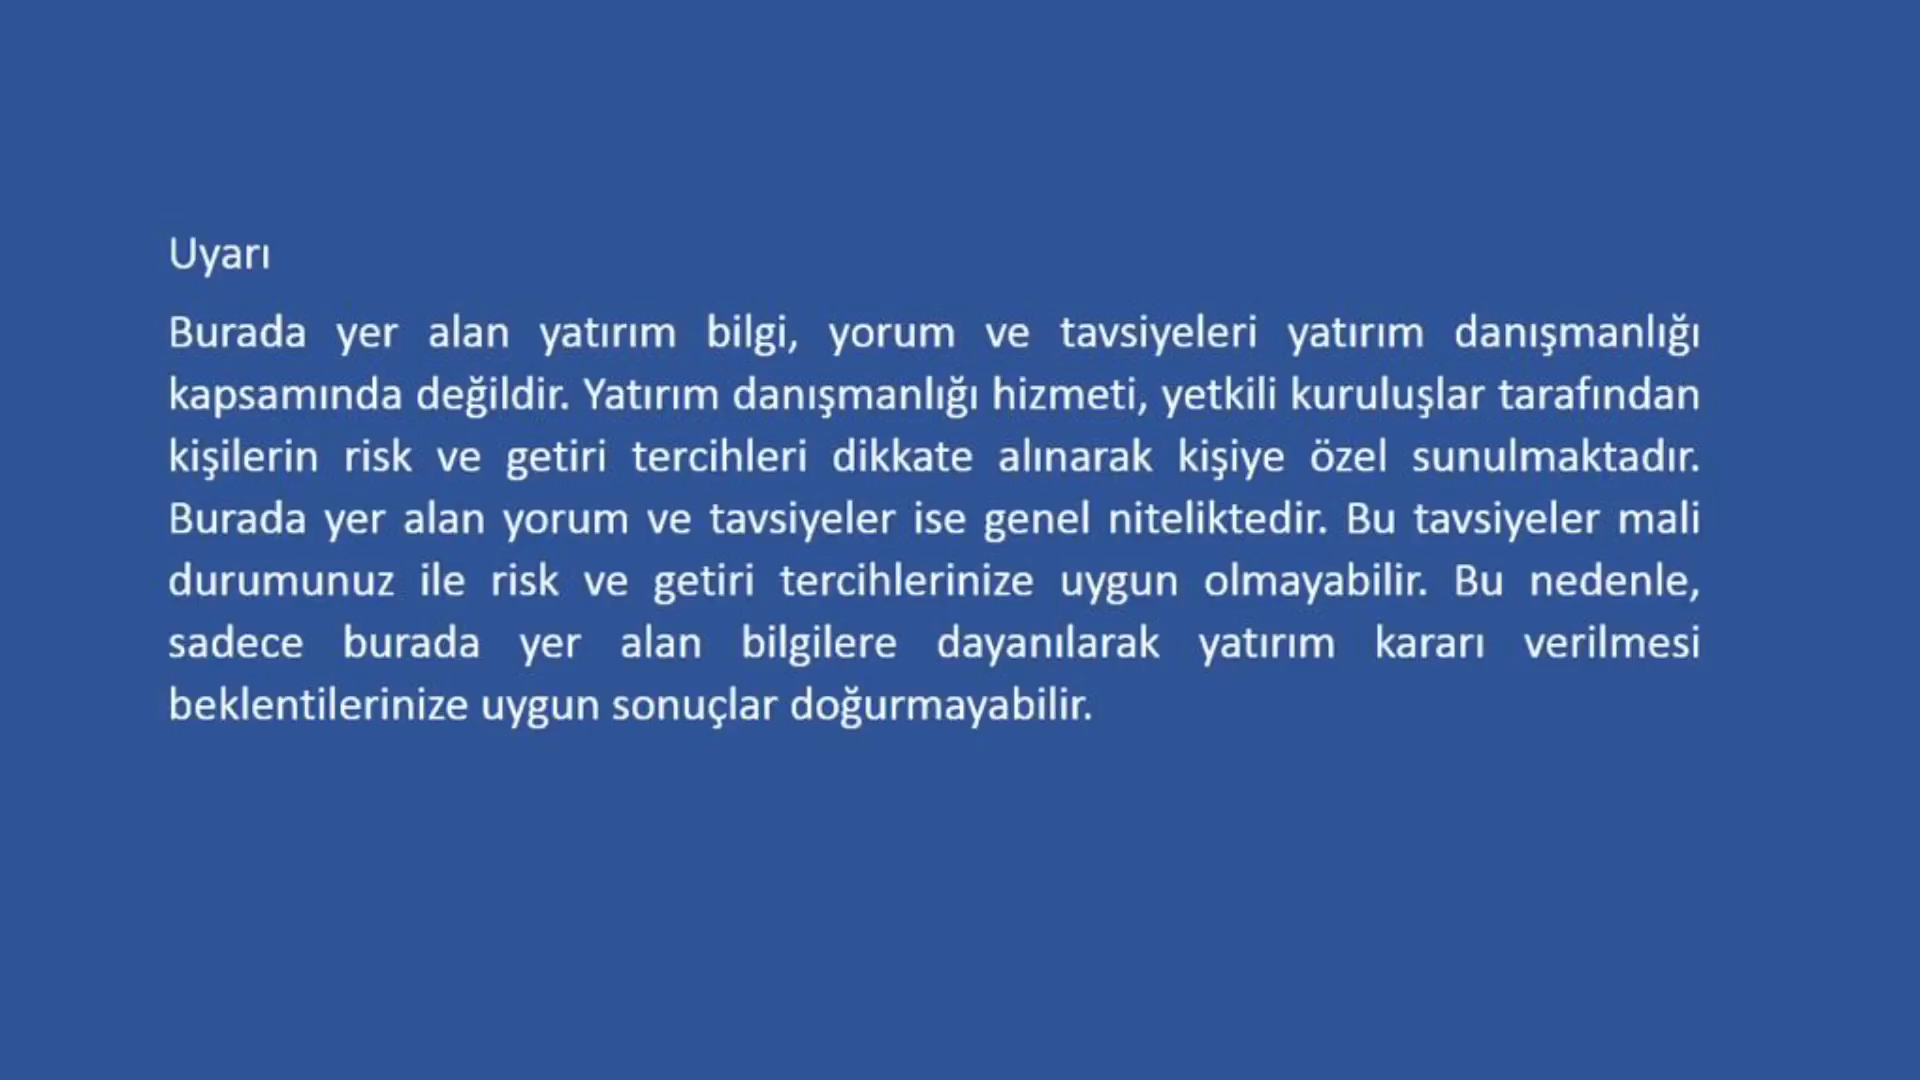 Uyarı
Burada yer alan yatırım bilgi, yorum ve tavsiyeleri yatırım danışmanlığı
kapsamında değildir. Yatırım danışmanlığı hizmeti, yetkili kuruluşlar tarafından
kişilerin risk ve getiri tercihleri dikkate alınarak kişiye özel sunulmaktadır.
Burada yer alan yorum ve tavsiyeler ise genel niteliktedir. Bu tavsiyeler mali
durumunuz ile risk ve getiri tercihlerinize uygun olmayabilir. Bu nedenle,
sadece burada yer alan bilgilere dayanılarak yatırım kararı verilmesi
beklentilerinize uygun sonuçlar doğurmayabilir.